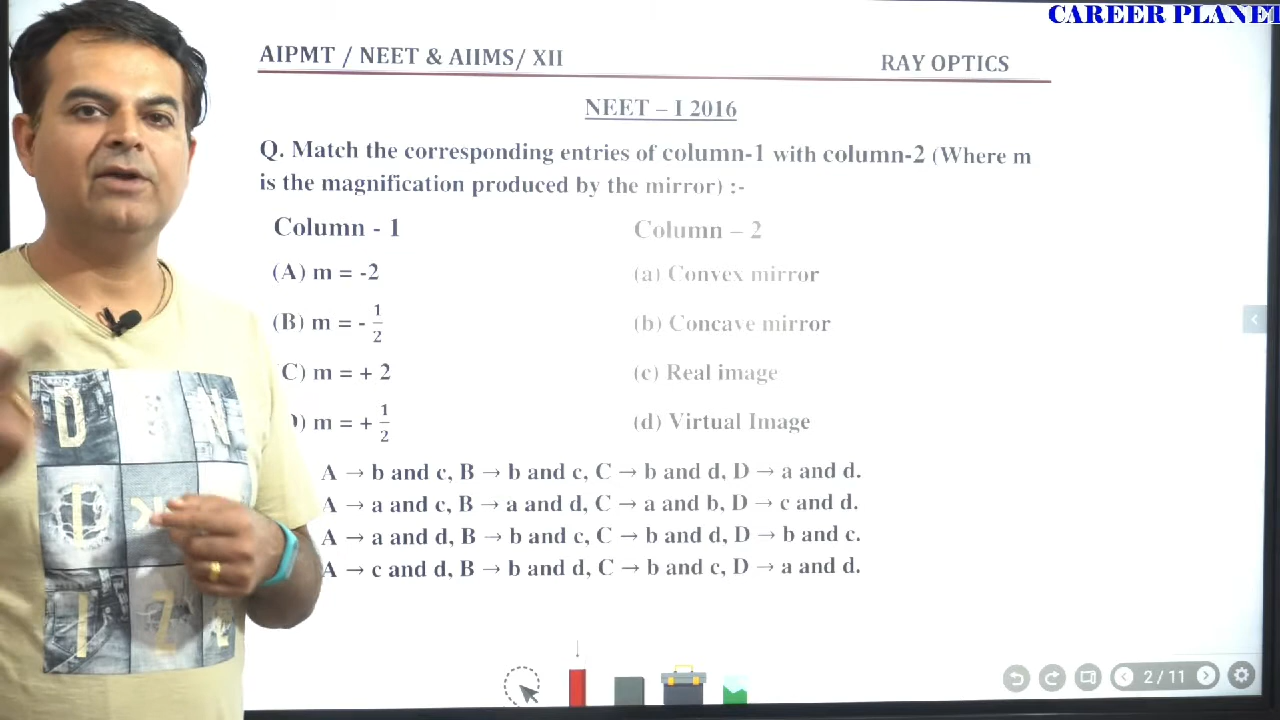 CAREER PLANE
AIPMT / NEET & AIIMS/ XII
RAY OPTICS
NEET – I 2016
Q. Match the corresponding entries of column-1 with column-2 (Where m
is the magnification produced by the mirror) :-
Column - 1
Column – 2
(A) m = -2
(a) Convex mirror
(B) m = - 1/2
(b) Concave mirror
C) m = + 2
(c) Real image
) m = + 1/2
(d) Virtual Image
A → b and c, B → b and c, C → b and d, D → a and d.
A → a and c, B → a and d, C → a and b, D → c and d.
A → a and d, B → b and c, C → b and d, D → b and c.
A → c and d, B → b and d, C → b and c, D → a and d.
2 / 11
D N
I X
I Z